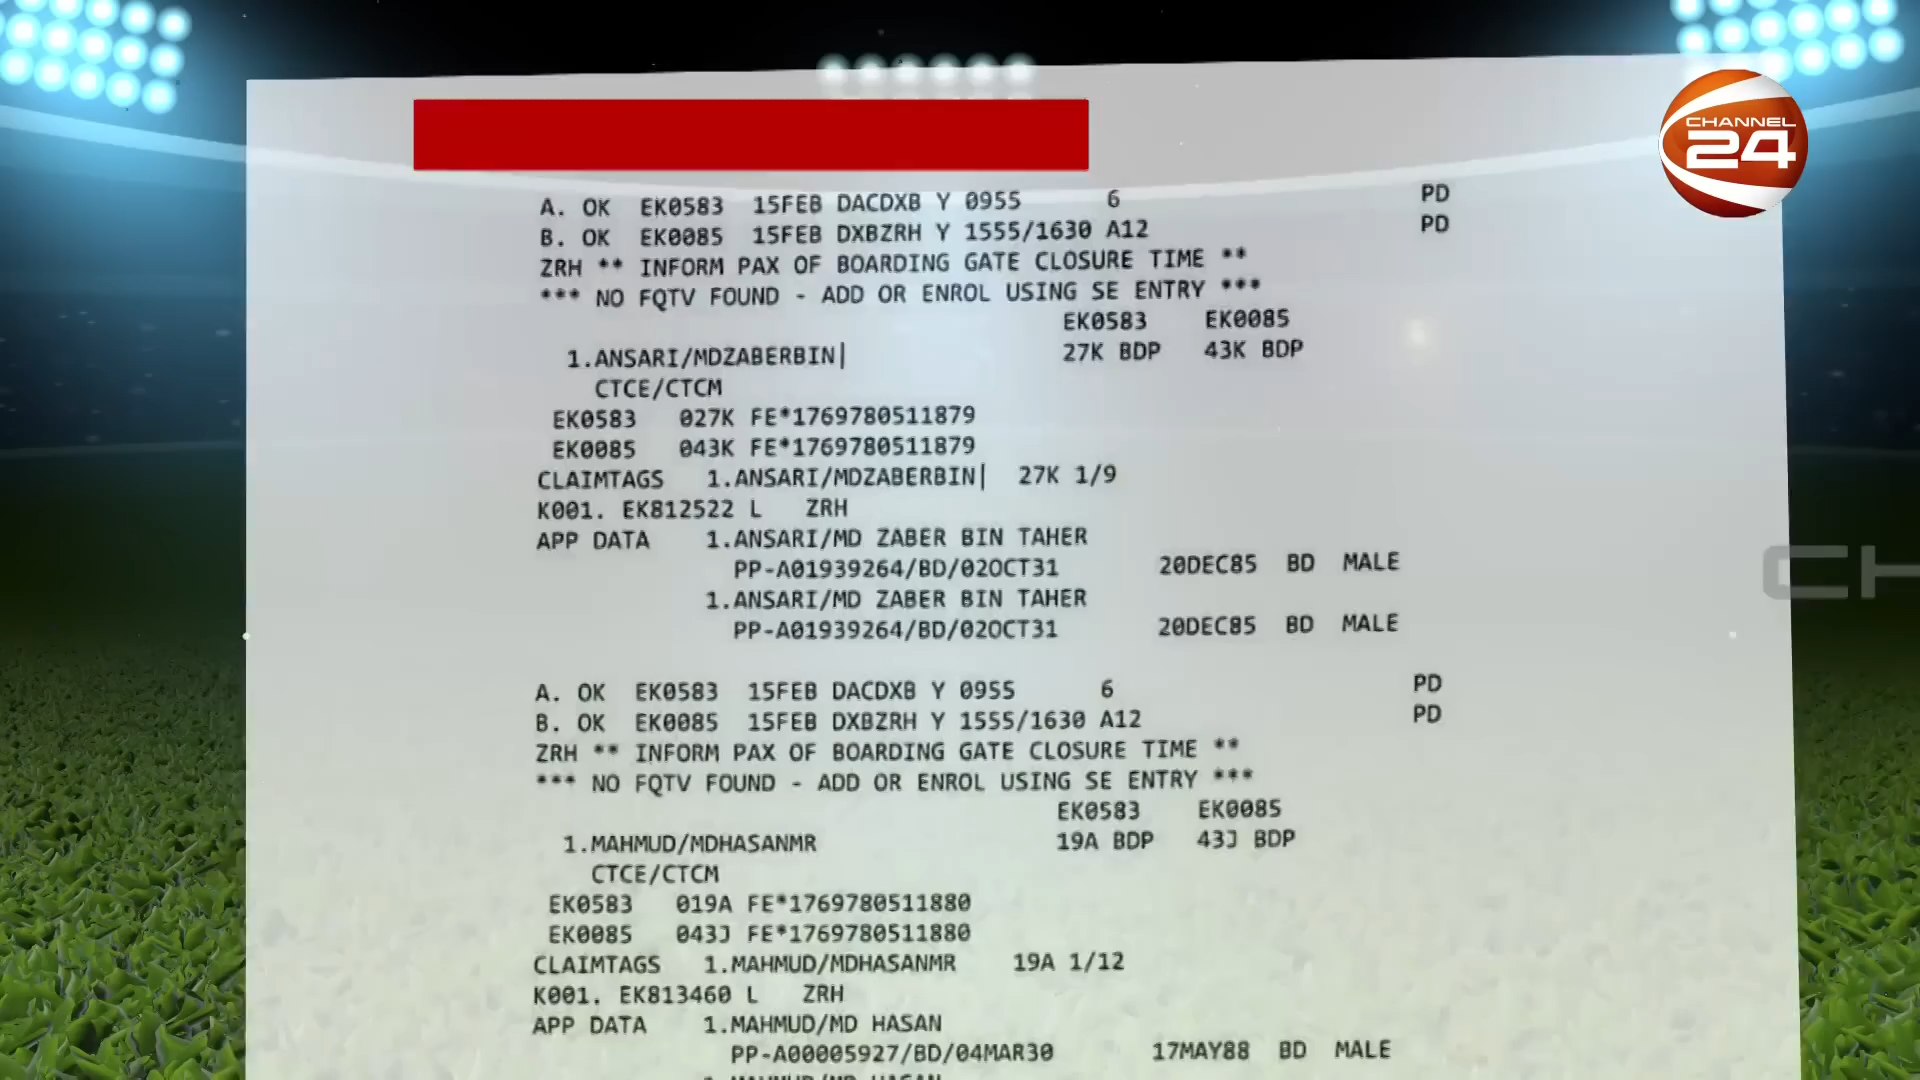 CHANNEL
24
A. OK EK0583 15FEB DACDXB Y 0955 6 PD
B. OK EK0085 15FEB DXBZRH Y 1555/1630 A12 PD
ZRH ** INFORM PAX OF BOARDING GATE CLOSURE TIME **
*** NO FQTV FOUND - ADD OR ENROL USING SE ENTRY ***
EK0583 EK0085
1.ANSARI/MDZABERBIN| 27K BDP 43K BDP
CTCE/CTCM
EK0583 027K FE*1769780511879
EK0085 043K FE*1769780511879
CLAIMTAGS 1.ANSARI/MDZABERBIN| 27K 1/9
K001. EK812522 L ZRH
APP DATA 1.ANSARI/MD ZABER BIN TAHER
PP-A01939264/BD/02OCT31 20DEC85 BD MALE
1.ANSARI/MD ZABER BIN TAHER
PP-A01939264/BD/02OCT31 20DEC85 BD MALE
A. OK EK0583 15FEB DACDXB Y 0955 6 PD
B. OK EK0085 15FEB DXBZRH Y 1555/1630 A12 PD
ZRH ** INFORM PAX OF BOARDING GATE CLOSURE TIME **
*** NO FQTV FOUND - ADD OR ENROL USING SE ENTRY ***
EK0583 EK0085
1.MAHMUD/MDHASANMR 19A BDP 43J BDP
CTCE/CTCM
EK0583 019A FE*1769780511880
EK0085 043J FE*1769780511880
CLAIMTAGS 1.MAHMUD/MDHASANMR 19A 1/12
K001. EK813460 L ZRH
APP DATA 1.MAHMUD/MD HASAN
PP-A00005927/BD/04MAR30 17MAY88 BD MALE
CH